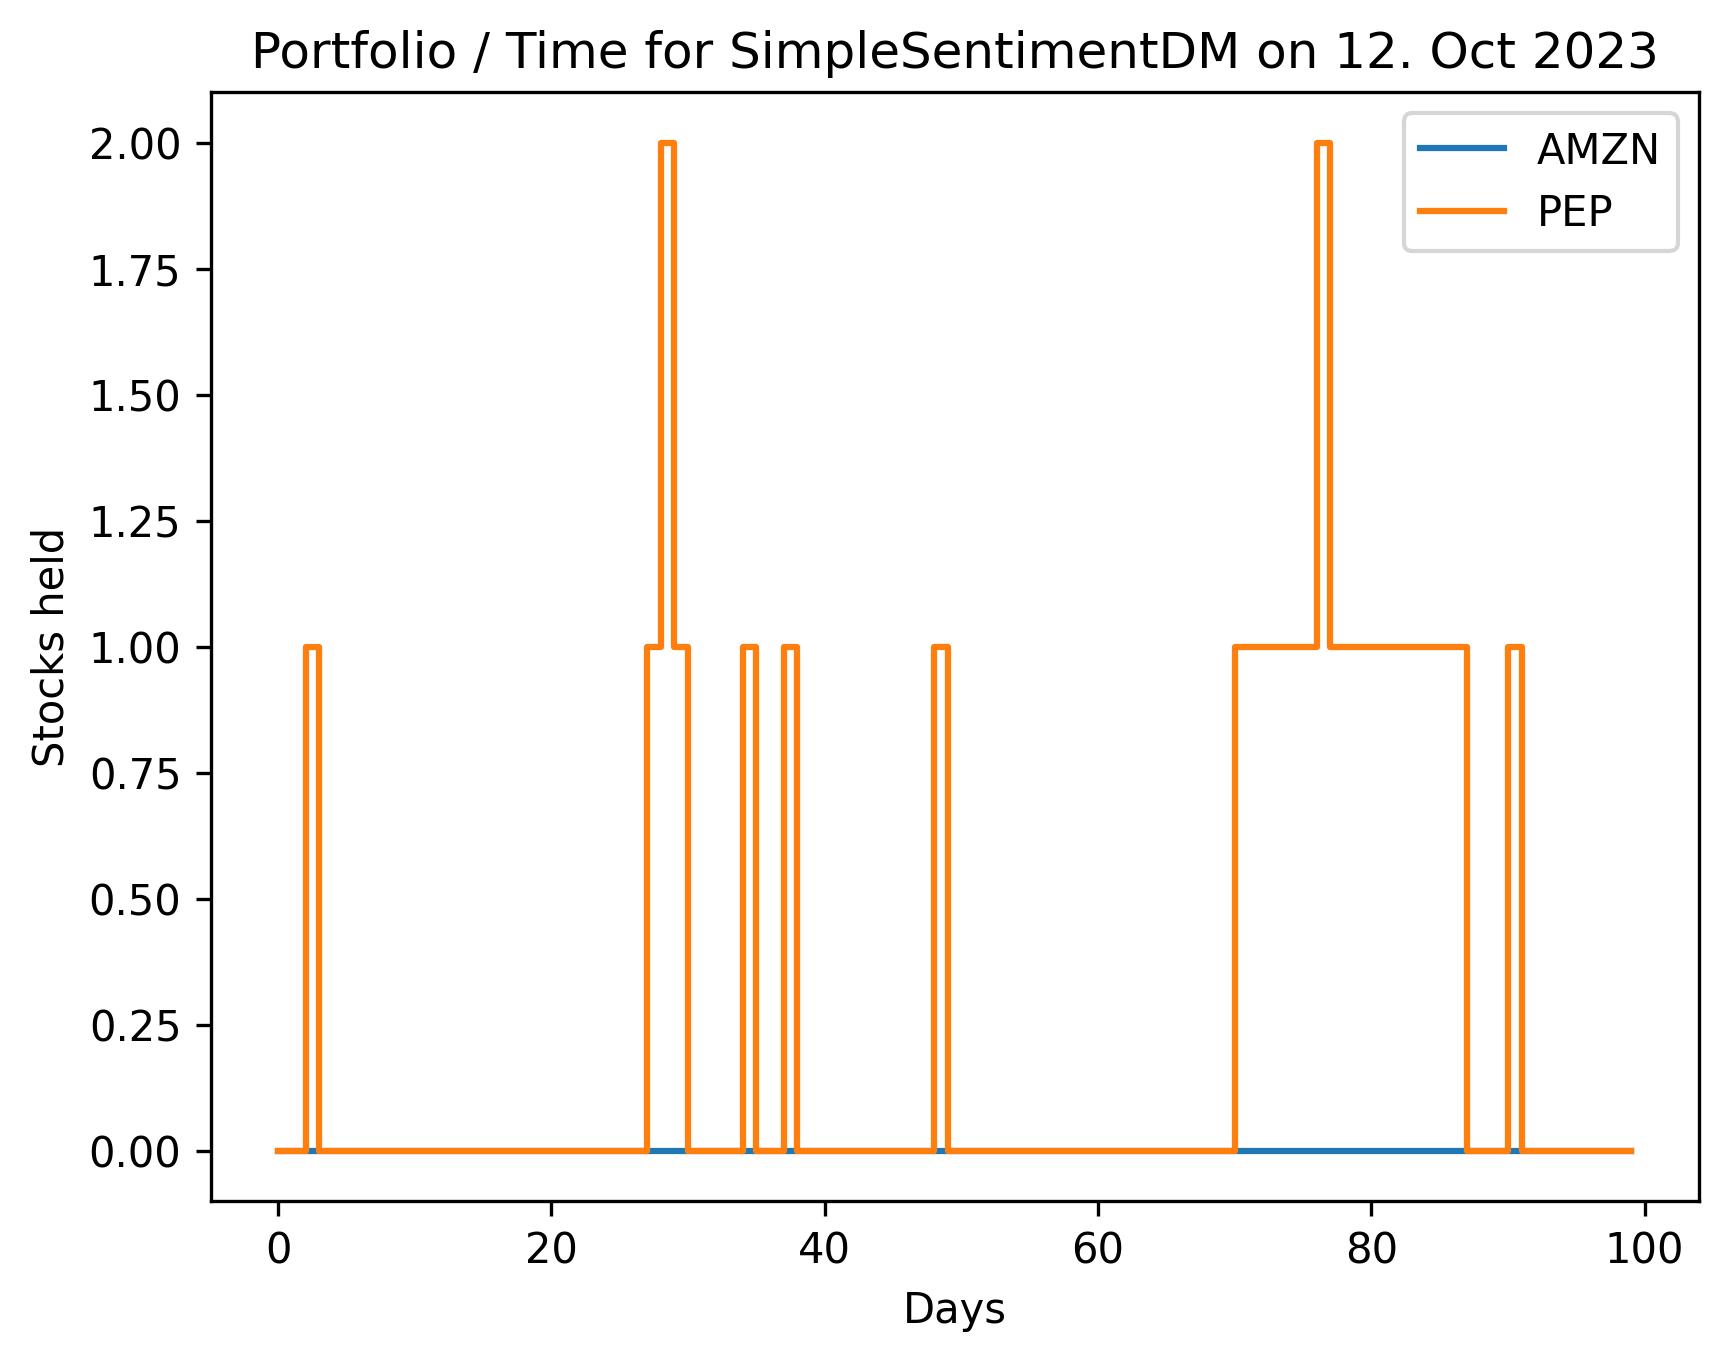 Portfolio / Time for SimpleSentimentDM on 12. Oct 2023
AMZN
PEP
2.00
1.75
1.50
1.25
1.00
0.75
0.50
0.25
0.00
Stocks held
0 20 40 60 80 100
Days